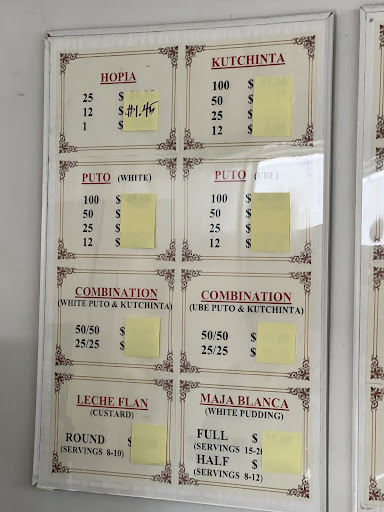 HOPIA
25 $
12 $ #1.45
1 $
KUTCHINTA
100 $
50 $
25 $
12 $
PUTO (WHITE)
100 $
50 $
25 $
12 $
PUTO (UBE)
100 $
50 $
25 $
12 $
COMBINATION
(WHITE PUTO & KUTCHINTA)
50/50 $
25/25 $
COMBINATION
(UBE PUTO & KUTCHINTA)
50/50 $
25/25 $
LECHE FLAN
(CUSTARD)
ROUND $
(SERVINGS 8-10)
MAJA BLANCA
(WHITE PUDDING)
FULL $
(SERVINGS
HALF $
(SERVINGS 8-12)